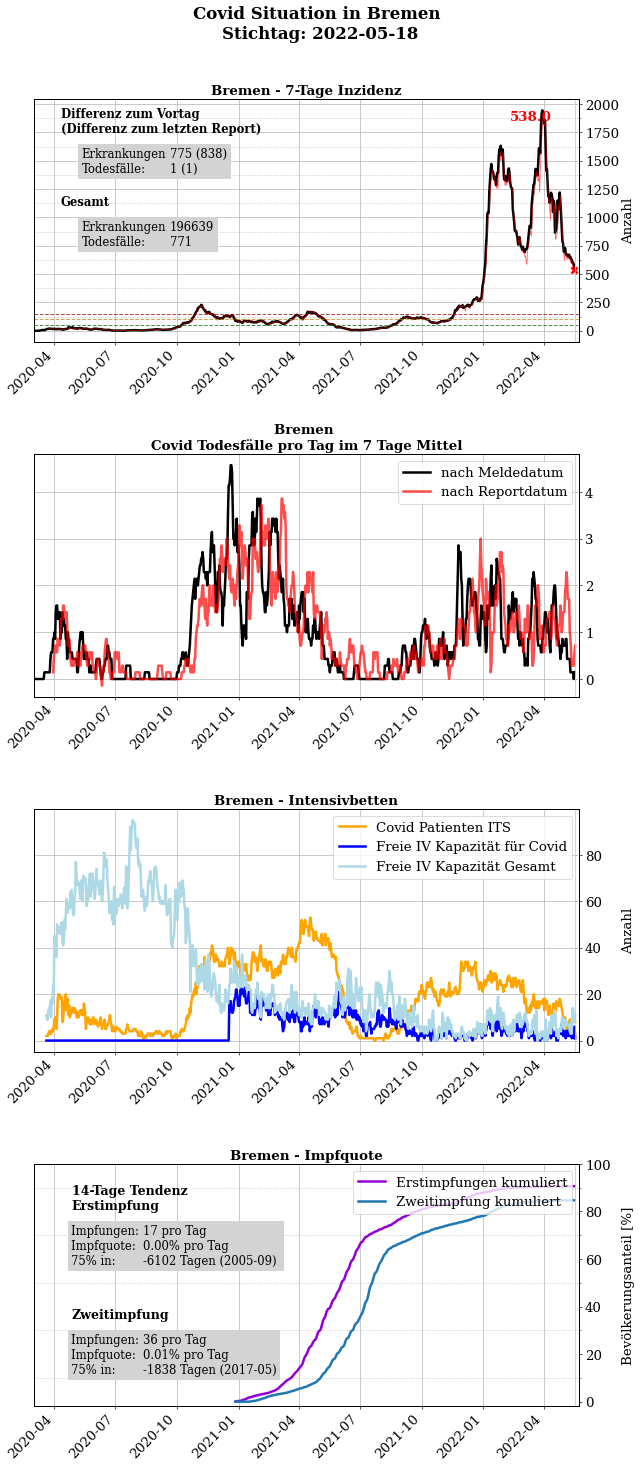 Covid Situation in Bremen
Stichtag: 2022-05-18
Bremen - 7-Tage Inzidenz
Differenz zum Vortag
(Differenz zum letzten Report)
Erkrankungen 775 (838)
Todesfälle: 1 (1)
Gesamt
Erkrankungen 196639
Todesfälle: 771
538.0
2000
1750
1500
1250
1000
750
500
250
0
Anzahl
2020-04
2020-07
2020-10
2021-01
2021-04
2021-07
2021-10
2022-01
2022-04
Bremen
Covid Todesfälle pro Tag im 7 Tage Mittel
nach Meldedatum
nach Reportdatum
4
3
2
1
0
2020-04
2020-07
2020-10
2021-01
2021-04
2021-07
2021-10
2022-01
2022-04
Bremen - Intensivbetten
Covid Patienten ITS
Freie IV Kapazität für Covid
Freie IV Kapazität Gesamt
80
60
40
20
0
Anzahl
2020-04
2020-07
2020-10
2021-01
2021-04
2021-07
2021-10
2022-01
2022-04
Bremen - Impfquote
14-Tage Tendenz
Erstimpfung
Impfungen: 17 pro Tag
Impfquote: 0.00% pro Tag
75% in: -6102 Tagen (2005-09)
Zweitimpfung
Impfungen: 36 pro Tag
Impfquote: 0.01% pro Tag
75% in: -1838 Tagen (2017-05)
Erstimpfungen kumuliert
Zweitimpfung kumuliert
100
80
60
40
20
0
Bevölkerungsanteil [%]
2020-04
2020-07
2020-10
2021-01
2021-04
2021-07
2021-10
2022-01
2022-04